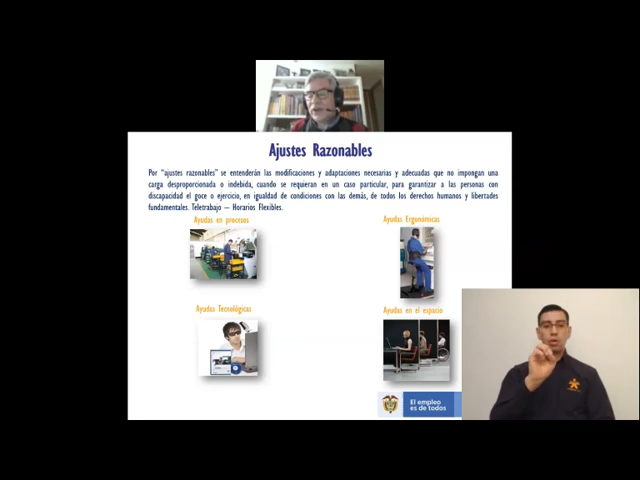 Ajustes Razonables
Por "ajustes razonables" se entenderán las modificaciones y adaptaciones necesarias y adecuadas que no impongan una
carga desproporcionada o indebida, cuando se requieran en un caso particular, para garantizar a las personas con
discapacidad el goce o ejercicio, en igualdad de condiciones con las demás, de todos los derechos humanos y libertades
fundamentales. Teletrabajo – Horarios Flexibles.
Ayudas en procesos
Ayudas Ergonómicas
Ayudas Tecnológicas
Ayudas en el espacio
El empleo
es de todos